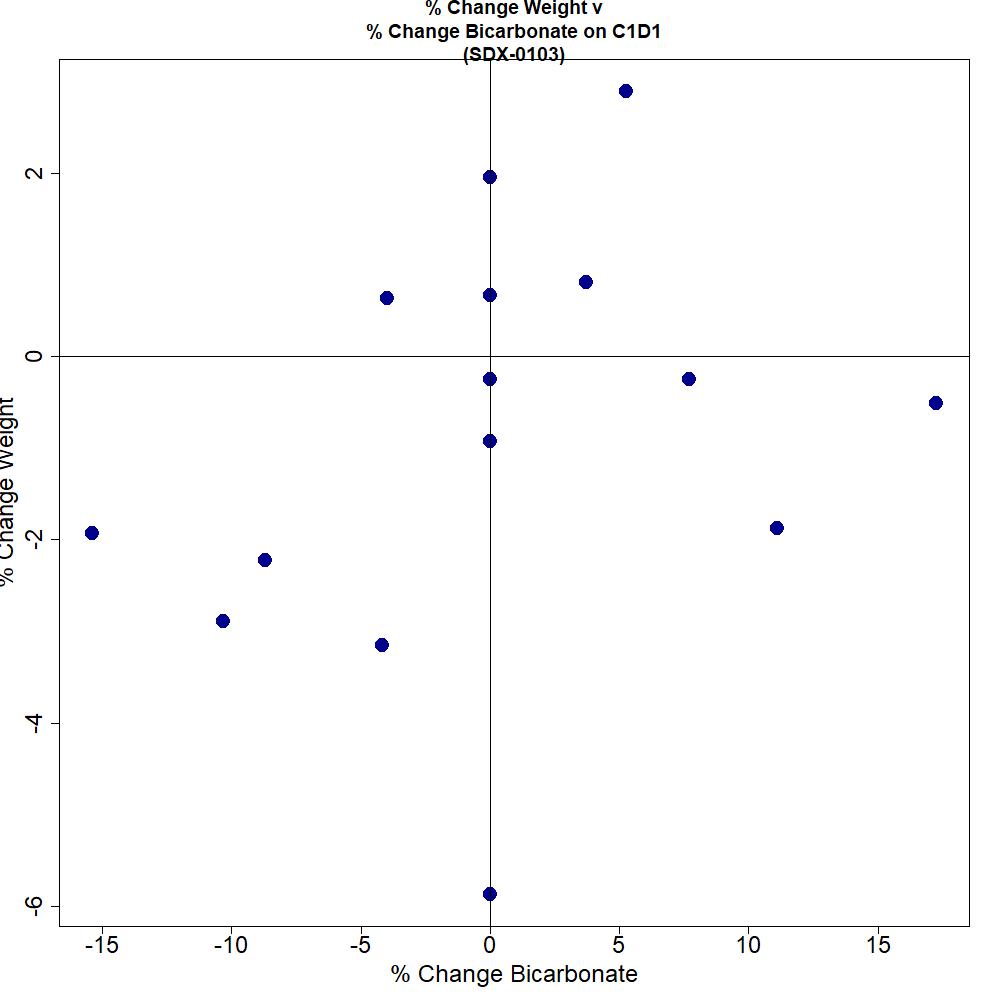 % Change Weight v
% Change Bicarbonate on C1D1
(SDX-0103)
2
0
-2
-4
-6
% Change Weight
-15
-10
-5
0
5
10
15
% Change Bicarbonate